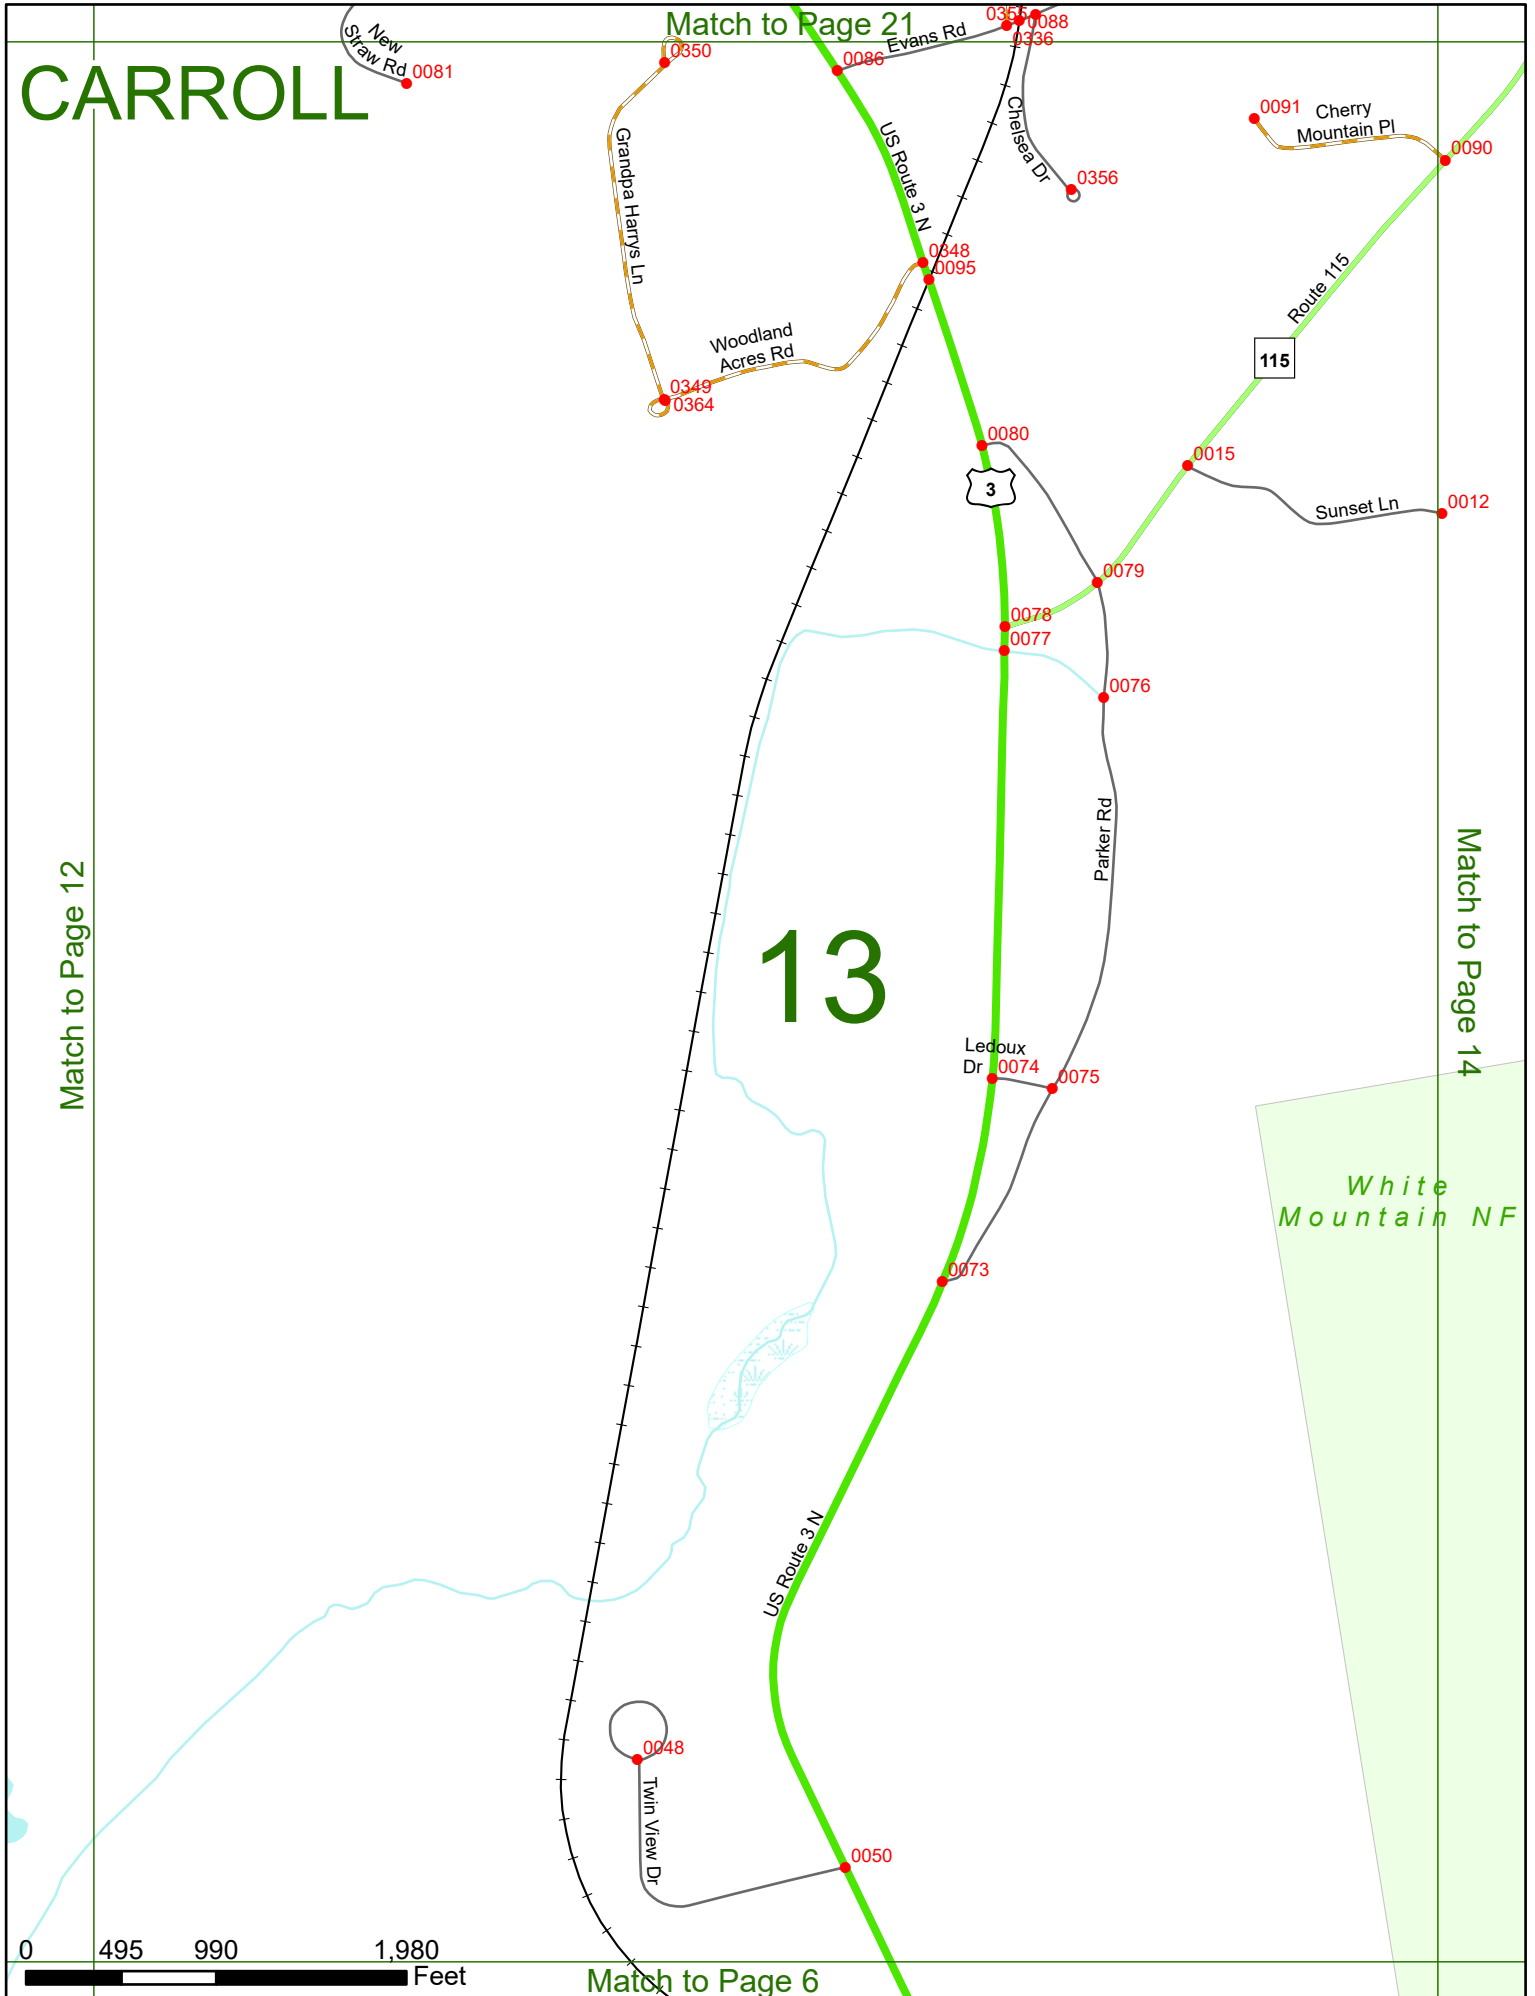 Match to Page 21
CARROLL
New
Straw Rd
0081
0350
0086
Evans Rd
0355
0088
0336
Chelsea Dr
0356
0091
Cherry
Mountain Pl
0090
Grandpa Harrys Ln
US Route 3 N
0348
0095
Route 115
115
Woodland
Acres Rd
0349
0364
0080
3
0015
Sunset Ln
0012
0079
0078
0077
0076
Parker Rd
Match to Page 12
13
Match to Page 14
Ledoux
Dr
0074
0075
White
Mountain NF
0073
US Route 3 N
0048
Twin View Dr
0050
0 495 990 1,980
Feet
Match to Page 6